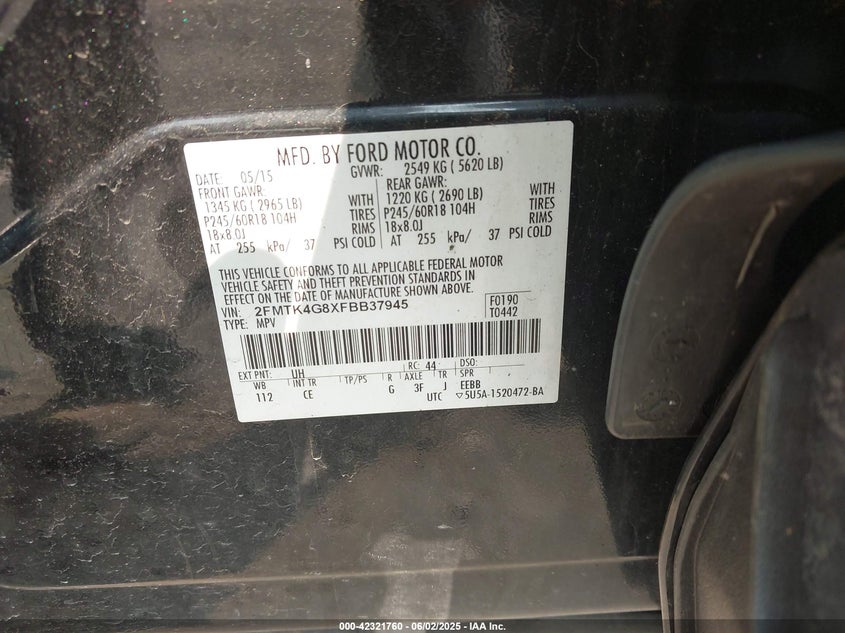 MFD. BY FORD MOTOR CO.
DATE: 05/15 GVWR: 2549 KG ( 5620 LB)
FRONT GAWR: REAR GAWR:
1345 KG ( 2965 LB) WITH 1220 KG ( 2690 LB) WITH
P245/60R18 104H TIRES P245/60R18 104H TIRES
18x8.0J RIMS 18x8.0J RIMS
AT 255 kPa/ 37 PSI COLD AT 255 kPa/ 37 PSI COLD
THIS VEHICLE CONFORMS TO ALL APPLICABLE FEDERAL MOTOR
VEHICLE SAFETY AND THEFT PREVENTION STANDARDS IN
EFFECT ON THE DATE OF MANUFACTURE SHOWN ABOVE.
VIN: 2FMTK4G8XFBB37945 F0190
TYPE: MPV T0442
EXT PNT: UH RC: 44 DSO:
WB INT TR TP/PS R AXLE TR SPR
112 CE G 3F J EEBB
UTC ▽5U5A-1520472-BA
000-42321760 - 06/02/2025 - IAA Inc.